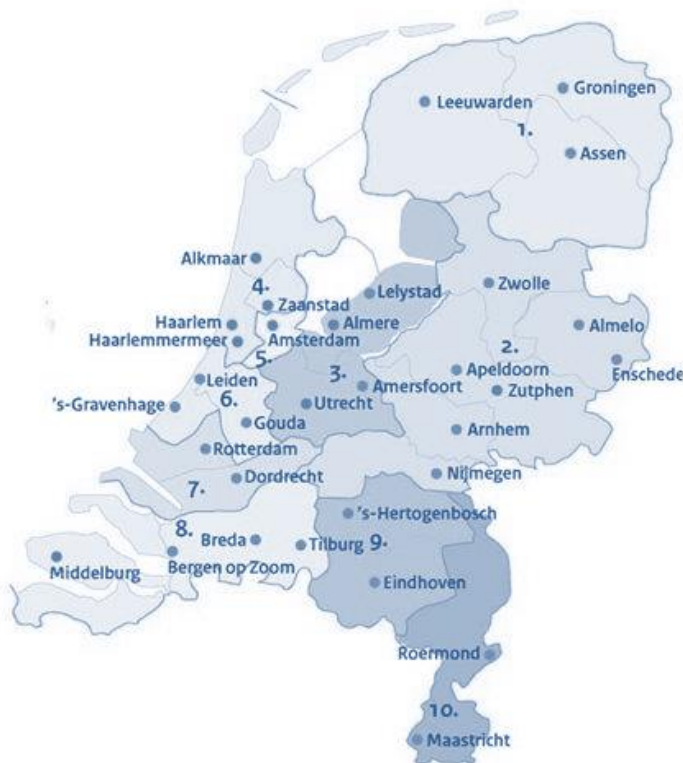 Groningen
Leeuwarden
1.
Assen
Alkmaar
Zwolle
4.
Lelystad
Zaanstad
Haarlem
Almere
Almelo
Haarlemmermeer
Amsterdam
5.
2.
Enschede
3.
Apeldoorn
Leiden
Amersfoort
Zutphen
6.
's-Gravenhage
Utrecht
Gouda
Arnhem
Rotterdam
Nijmegen
Dordrecht
7.
's-Hertogenbosch
8.
Breda
Tilburg
9.
Middelburg
Bergen op Zoom
Eindhoven
Roermond
10.
Maastricht